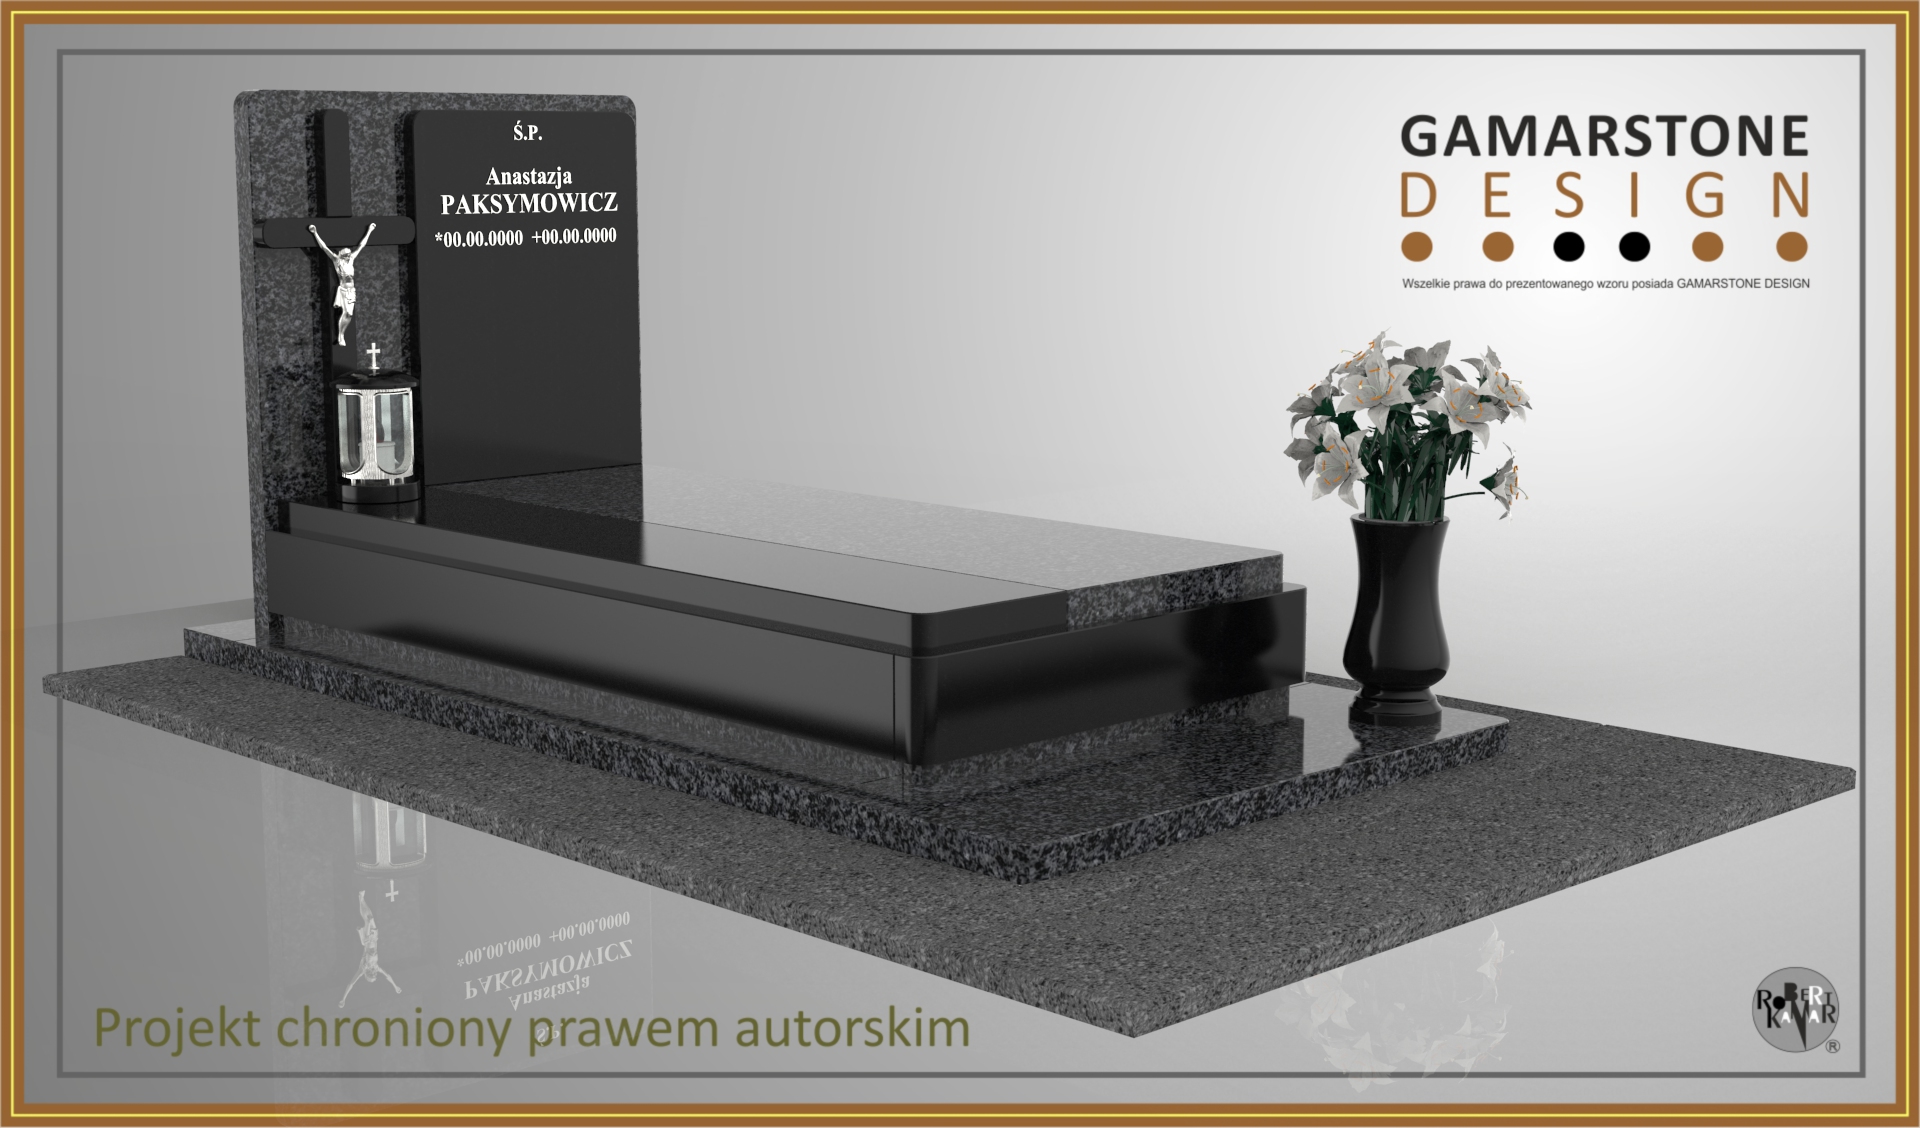 Ś.P.
Anastazja
PAKSYMOWICZ
*00.00.0000 +00.00.0000
GAMARSTONE
DESIGN
Wszelkie prawa do prezentowanego wzoru posiada GAMARSTONE DESIGN
Projekt chroniony prawem autorskim
ROBERT
KAMAR
®